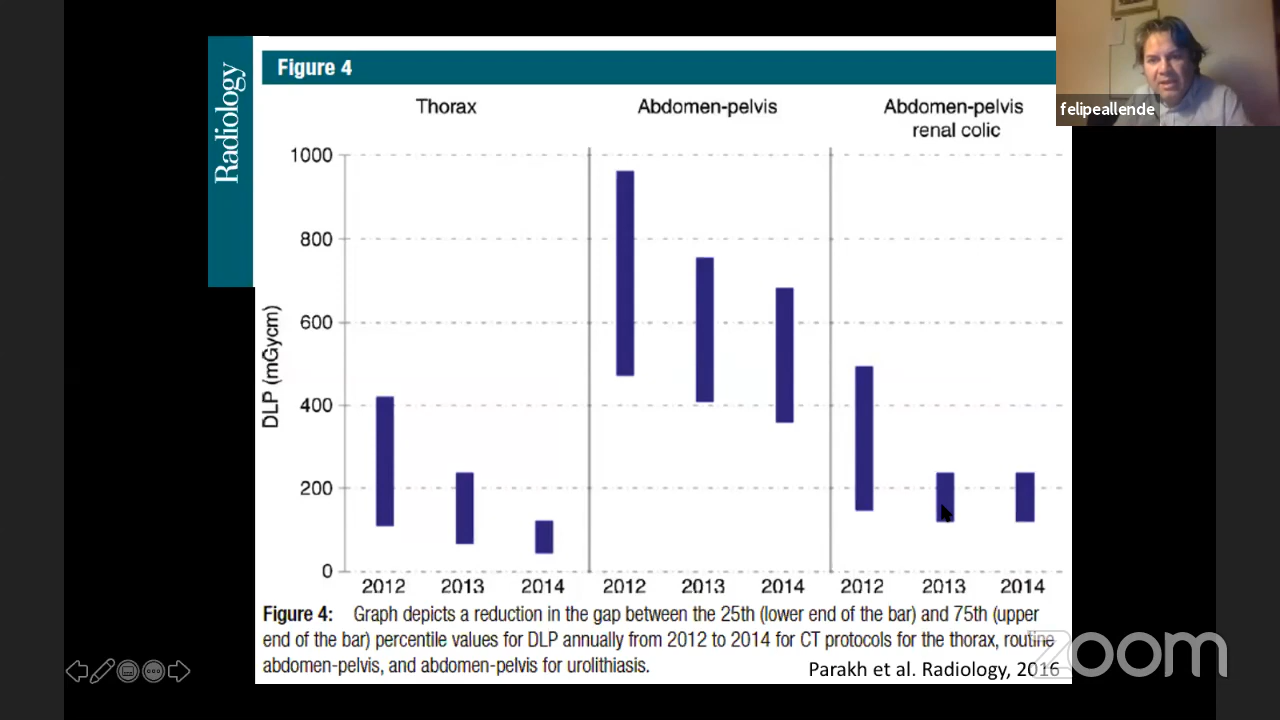 Radiology
Figure 4
felipeallende
Thorax
Abdomen-pelvis
Abdomen-pelvis
renal colic
DLP (mGycm)
1000
800
600
400
200
0
2012 2013 2014 2012 2013 2014 2012 2013 2014
Figure 4: Graph depicts a reduction in the gap between the 25th (lower end of the bar) and 75th (upper
end of the bar) percentile values for DLP annually from 2012 to 2014 for CT protocols for the thorax, routine
abdomen-pelvis, and abdomen-pelvis for urolithiasis.
Parakh et al. Radiology, 2016
zoom